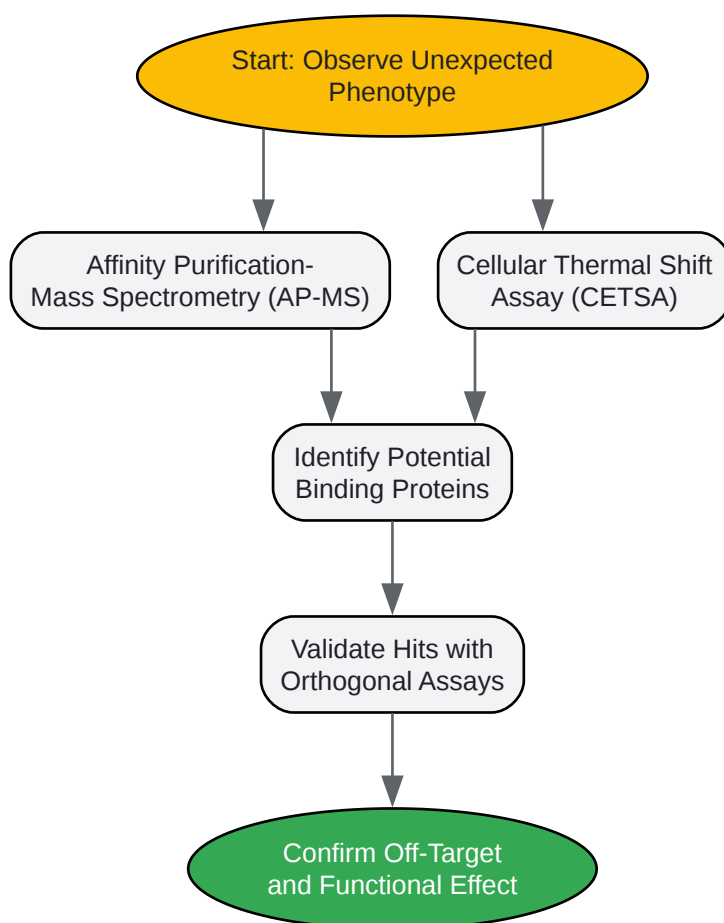 Start: Observe Unexpected
Phenotype
Affinity Purification-
Mass Spectrometry (AP-MS)
Cellular Thermal Shift
Assay (CETSA)
Identify Potential
Binding Proteins
Validate Hits with
Orthogonal Assays
Confirm Off-Target
and Functional Effect